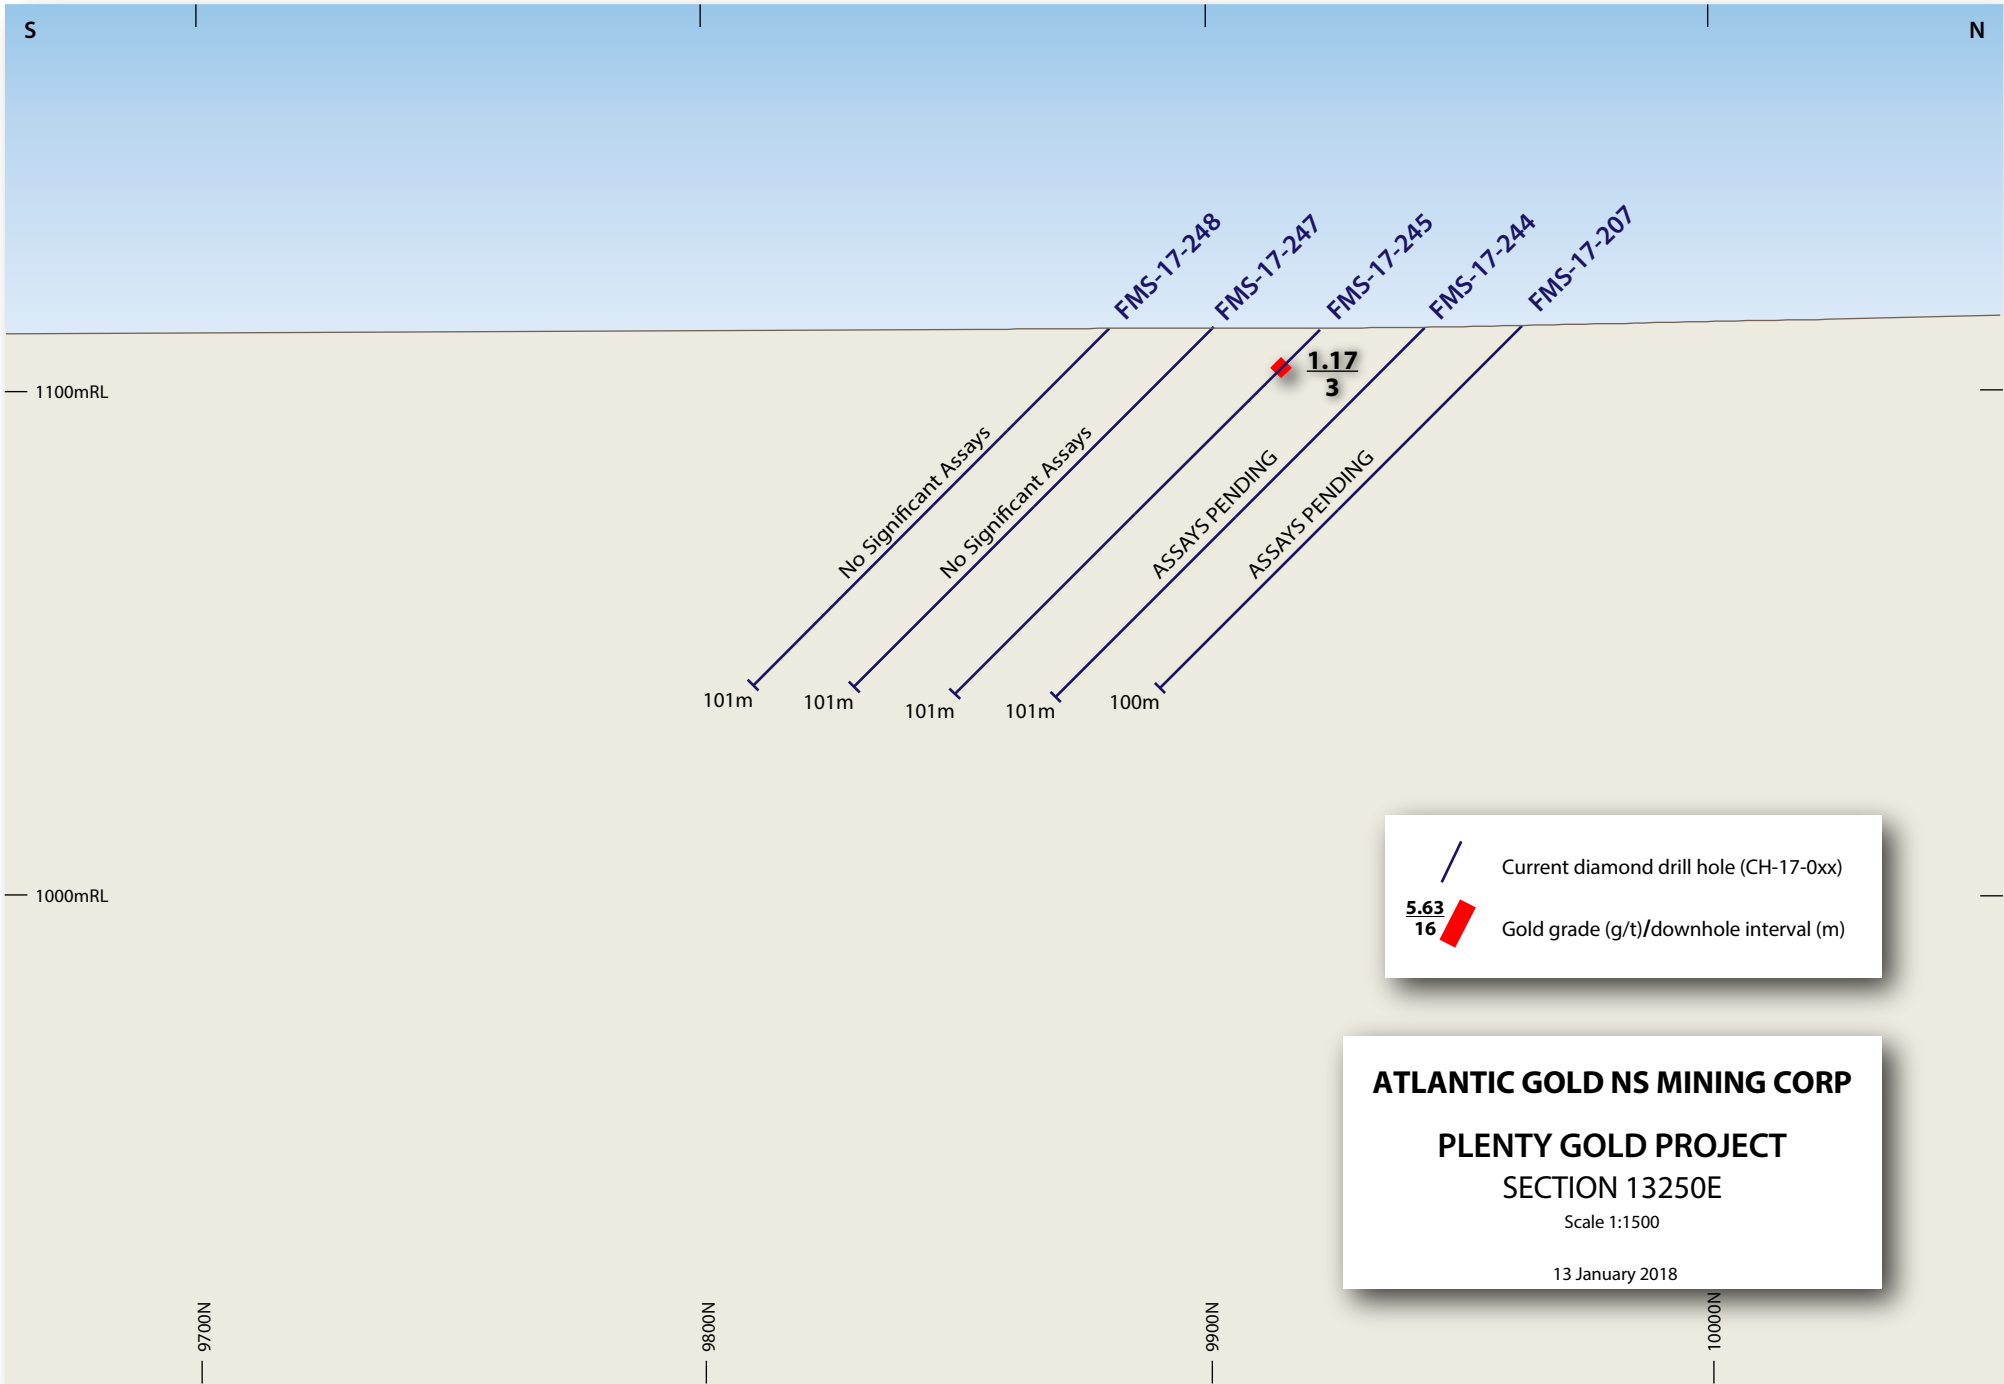 S
N
FMS-17-248
FMS-17-247
FMS-17-245
FMS-17-244
FMS-17-207
1.17
3
1100mRL
No Significant Assays
No Significant Assays
ASSAYS PENDING
ASSAYS PENDING
101m
101m
101m
101m
100m
1000mRL
Current diamond drill hole (CH-17-0xx)
5.63
16
Gold grade (g/t)/downhole interval (m)
ATLANTIC GOLD NS MINING CORP
PLENTY GOLD PROJECT
SECTION 13250E
Scale 1:1500
13 January 2018
9700N
9800N
9900N
10000N